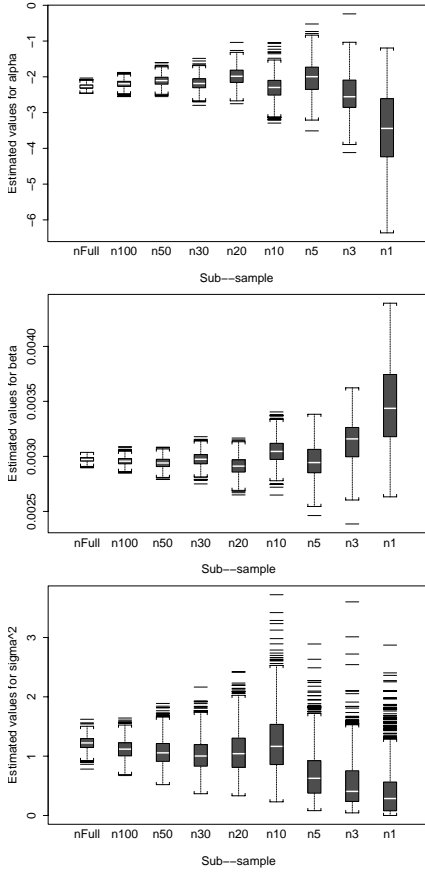 Estimated values for alpha
0
−1
−2
−3
−4
−5
−6
nFull n100 n50 n30 n20 n10 n5 n3 n1
Sub−−sample
Estimated values for beta
0.0040
0.0035
0.0030
0.0025
nFull n100 n50 n30 n20 n10 n5 n3 n1
Sub−−sample
Estimated values for sigma^2
3
2
1
0
nFull n100 n50 n30 n20 n10 n5 n3 n1
Sub−−sample